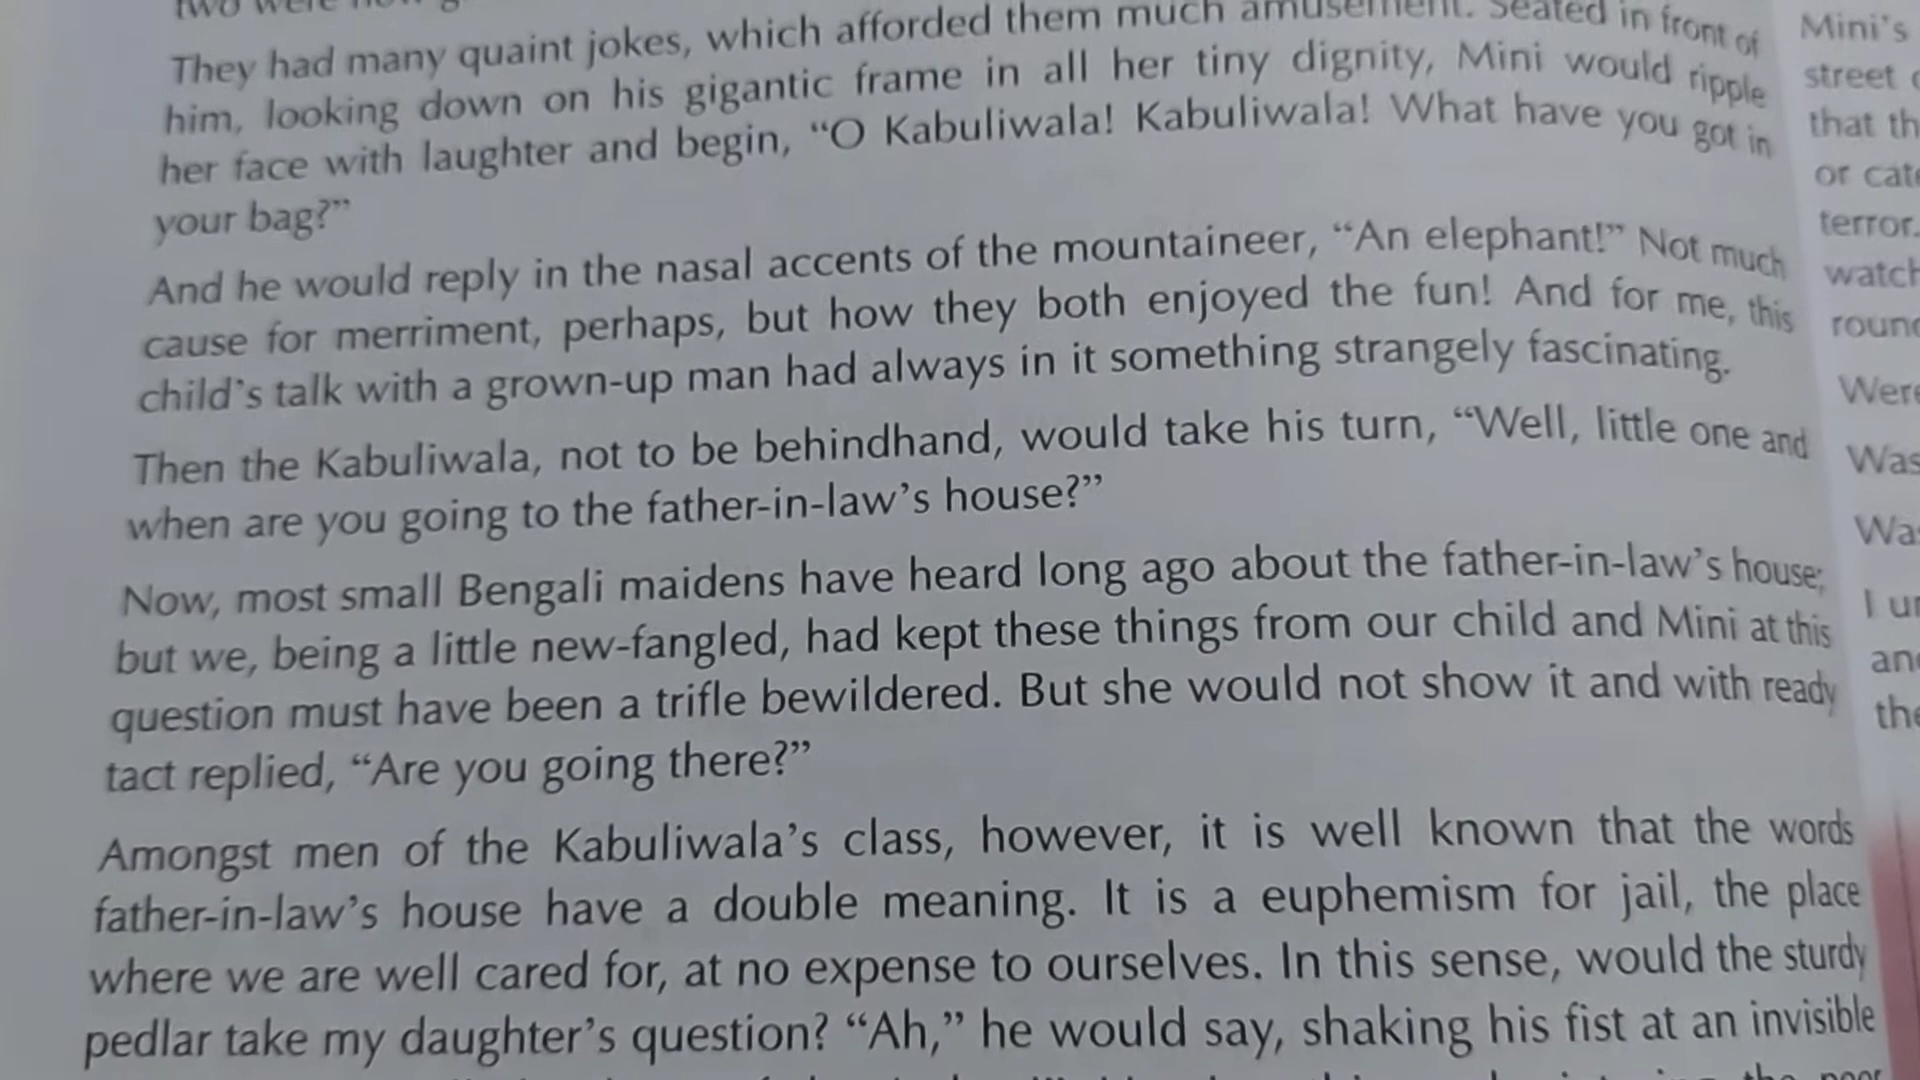 They had many quaint jokes, which afforded them much amusement. Seated in front of
him, looking down on his gigantic frame in all her tiny dignity, Mini would ripple
her face with laughter and begin, “O Kabuliwala! Kabuliwala! What have you got in
your bag?”
And he would reply in the nasal accents of the mountaineer, “An elephant!” Not much
cause for merriment, perhaps, but how they both enjoyed the fun! And for me, this
child’s talk with a grown-up man had always in it something strangely fascinating.
Then the Kabuliwala, not to be behindhand, would take his turn, “Well, little one and
when are you going to the father-in-law’s house?”
Now, most small Bengali maidens have heard long ago about the father-in-law’s house;
but we, being a little new-fangled, had kept these things from our child and Mini at this
question must have been a trifle bewildered. But she would not show it and with ready
tact replied, “Are you going there?”
Amongst men of the Kabuliwala’s class, however, it is well known that the words
father-in-law’s house have a double meaning. It is a euphemism for jail, the place
where we are well cared for, at no expense to ourselves. In this sense, would the sturdy
pedlar take my daughter’s question? “Ah,” he would say, shaking his fist at an invisible
Mini’s
street
that
or
terror.